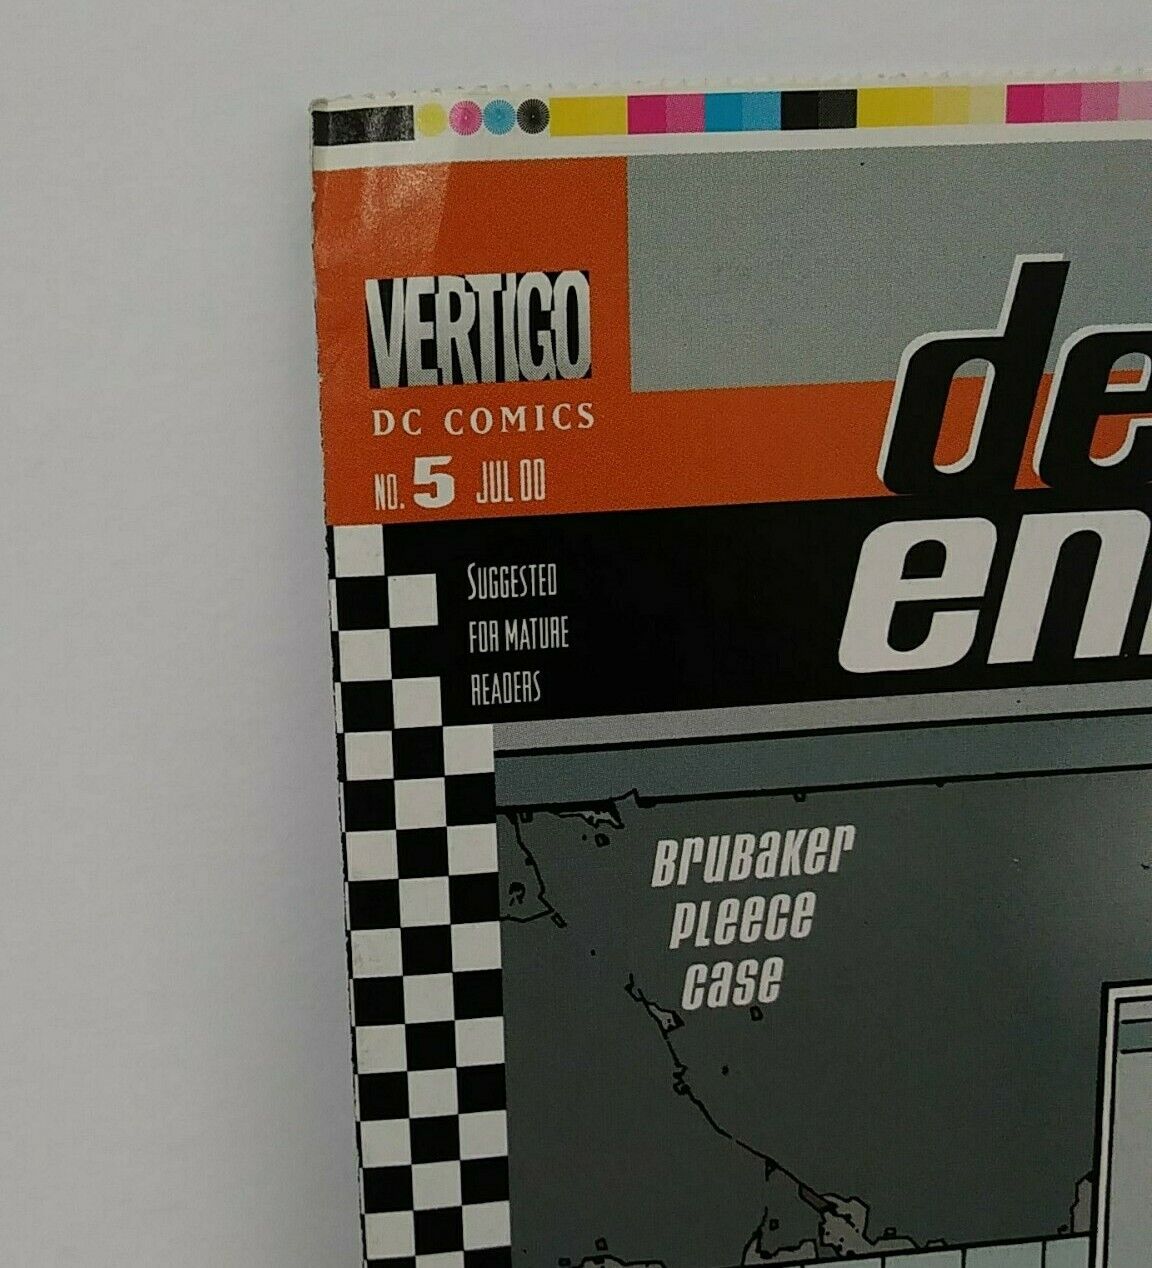 VERTIGO
DC COMICS
NO. 5 JUL 00
SUGGESTED
FOR MATURE
READERS
de
en
BruBaker
Pleece
case